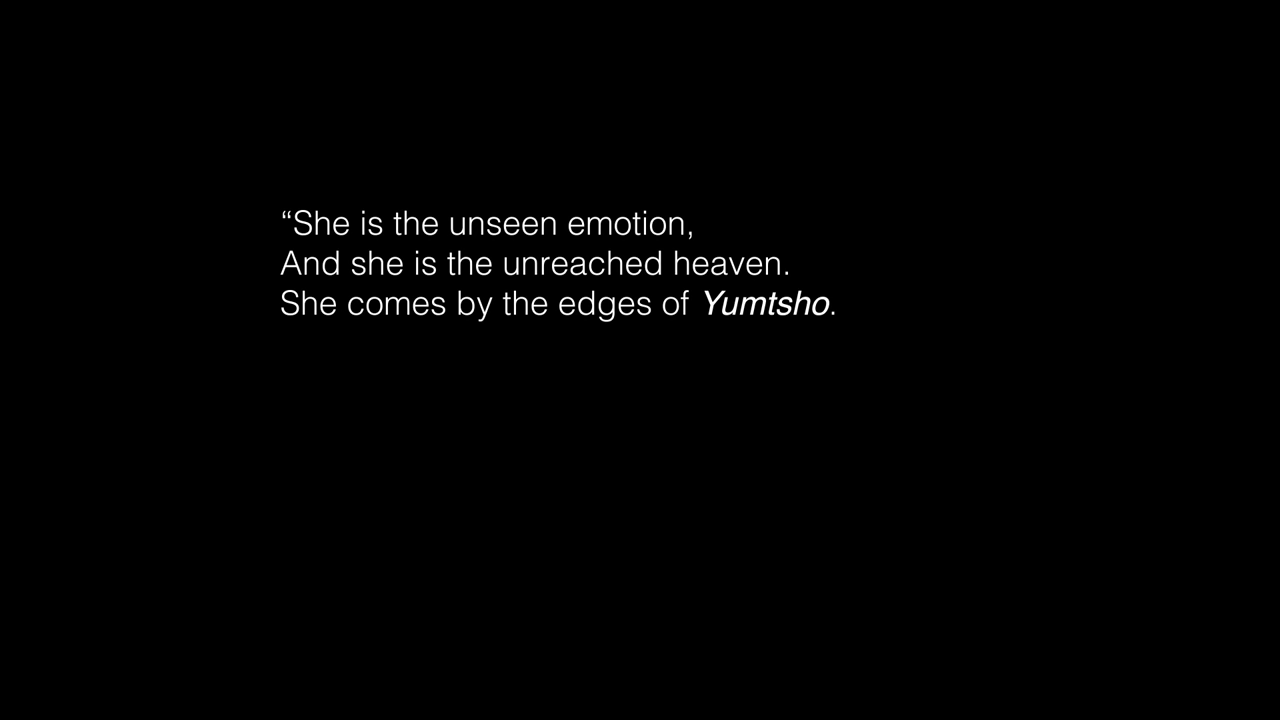 “She is the unseen emotion,
And she is the unreached heaven.
She comes by the edges of Yumtsho.